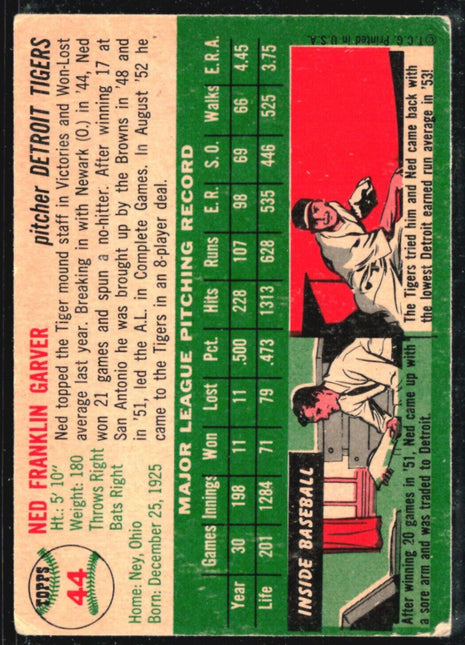 TOPPS
44
NED FRANKLIN GARVER
pitcher DETROIT TIGERS
Ht.: 5' 10"
Weight: 180
Throws Right
Bats Right
Home: Ney, Ohio
Born: December 25, 1925
Ned topped the Tiger mound staff in Victories and Won-Lost
average last year. Breaking in with Newark (O.) in '44, Ned
won 21 games and spun a no-hitter. After winning 17 at
San Antonio he was brought up by the Browns in '48 and
in '51, led the A.L. in Complete Games. In August '52 he
came to the Tigers in an 8-player deal.
MAJOR LEAGUE PITCHING RECORD
Games Innings Won Lost Pct. Hits Runs E.R. S.O. Walks E.R.A.
Year 30 198 11 11 .500 228 107 98 69 66 4.45
Life 201 1284 71 79 .473 1313 628 535 446 525 3.75
INSIDE BASEBALL
After winning 20 games in '51, Ned came up with
a sore arm and was traded to Detroit.
The Tigers tried him and Ned came back with
the lowest Detroit earned run average in '53!
© T.C.G. Printed in U.S.A.